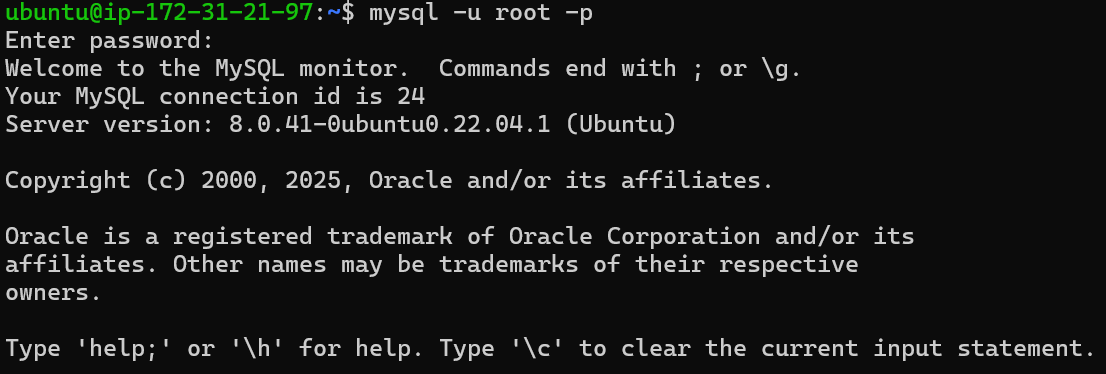 ubuntu@ip-172-31-21-97:~$ mysql -u root -p
Enter password:
Welcome to the MySQL monitor.  Commands end with ; or \g.
Your MySQL connection id is 24
Server version: 8.0.41-0ubuntu0.22.04.1 (Ubuntu)

Copyright (c) 2000, 2025, Oracle and/or its affiliates.

Oracle is a registered trademark of Oracle Corporation and/or its
affiliates. Other names may be trademarks of their respective
owners.

Type 'help;' or '\h' for help. Type '\c' to clear the current input statement.